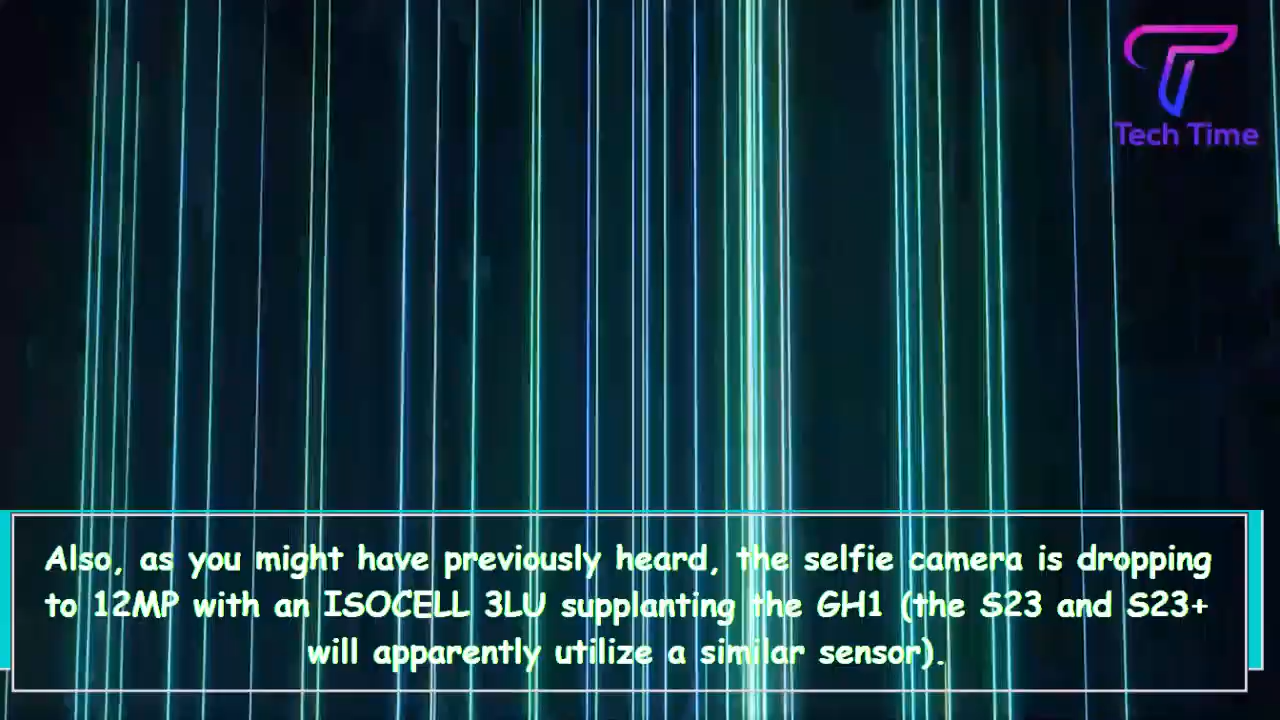 Tech Time
Also, as you might have previously heard, the selfie camera is dropping
to 12MP with an ISOCELL 3LU supplanting the GH1 (the S23 and S23+
will apparently utilize a similar sensor).